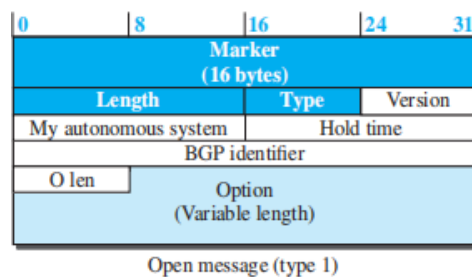 0 8 16 24 31
Marker
(16 bytes)
Length Type Version
My autonomous system Hold time
BGP identifier
O len Option
(Variable length)
Open message (type 1)